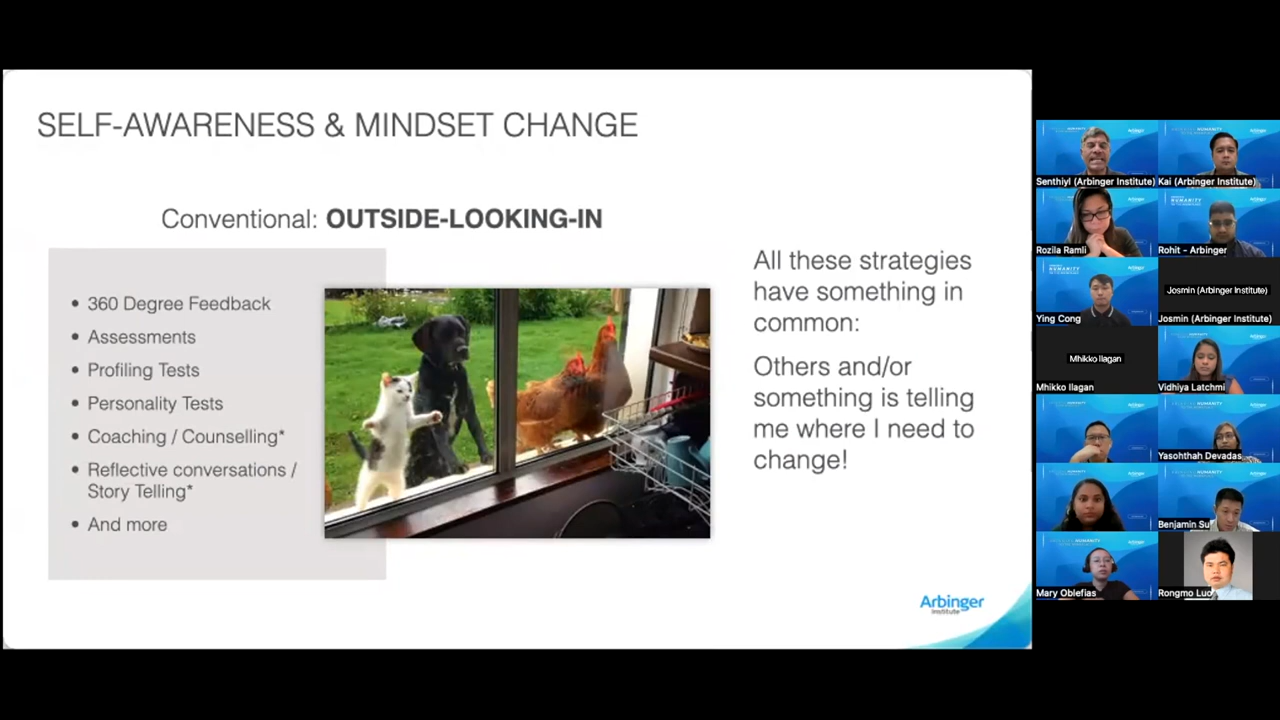 SELF-AWARENESS & MINDSET CHANGE
Conventional: OUTSIDE-LOOKING-IN
• 360 Degree Feedback
• Assessments
• Profiling Tests
• Personality Tests
• Coaching / Counselling*
• Reflective conversations /
Story Telling*
• And more
All these strategies
have something in
common:
Others and/or
something is telling
me where I need to
change!
Arbinger
Institute
Senthiyl (Arbinger Institute)
Kai (Arbinger Institute)
Rozila Ramli
Rohit - Arbinger
Ying Cong
Josmin (Arbinger Institute)
Josmin (Arbinger Institute)
Mhikko Ilagan
Mhikko Ilagan
Vidhiya Latchmi
Yasohthah Devadas
Benjamin Su
Mary Oblefias
Rongmo Luo